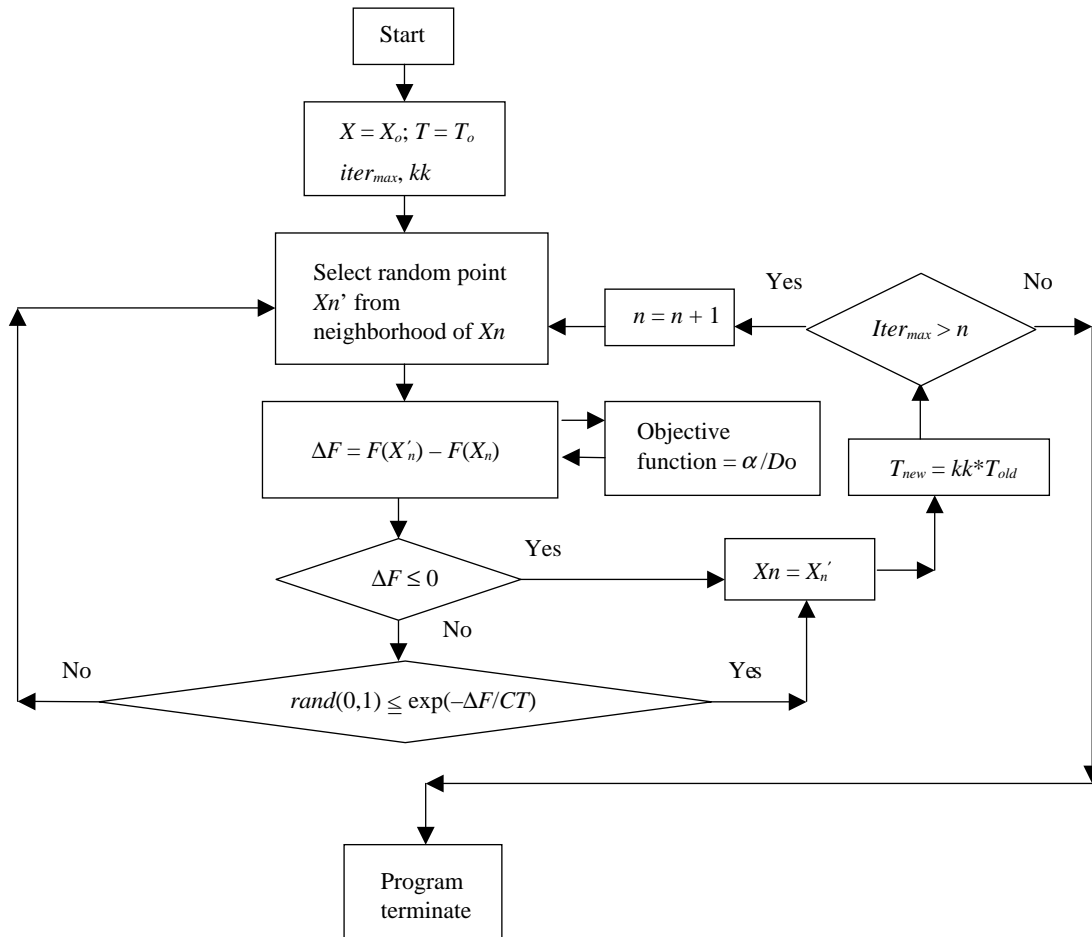 Start
X = Xₒ; T = Tₒ
iterₘₐₓ, kk
Select random point
Xn’ from
neighborhood of Xn
Yes
No
n = n + 1
Iterₘₐₓ > n
ΔF = F(X′ₙ) – F(Xₙ)
Objective
function = α /Do
Tₙₑw = kk*Tₒₗd
Yes
ΔF ≤ 0
Xn = Xₙ′
No
No
Yes
rand(0,1) ≤ exp(–ΔF/CT)
Program
terminate